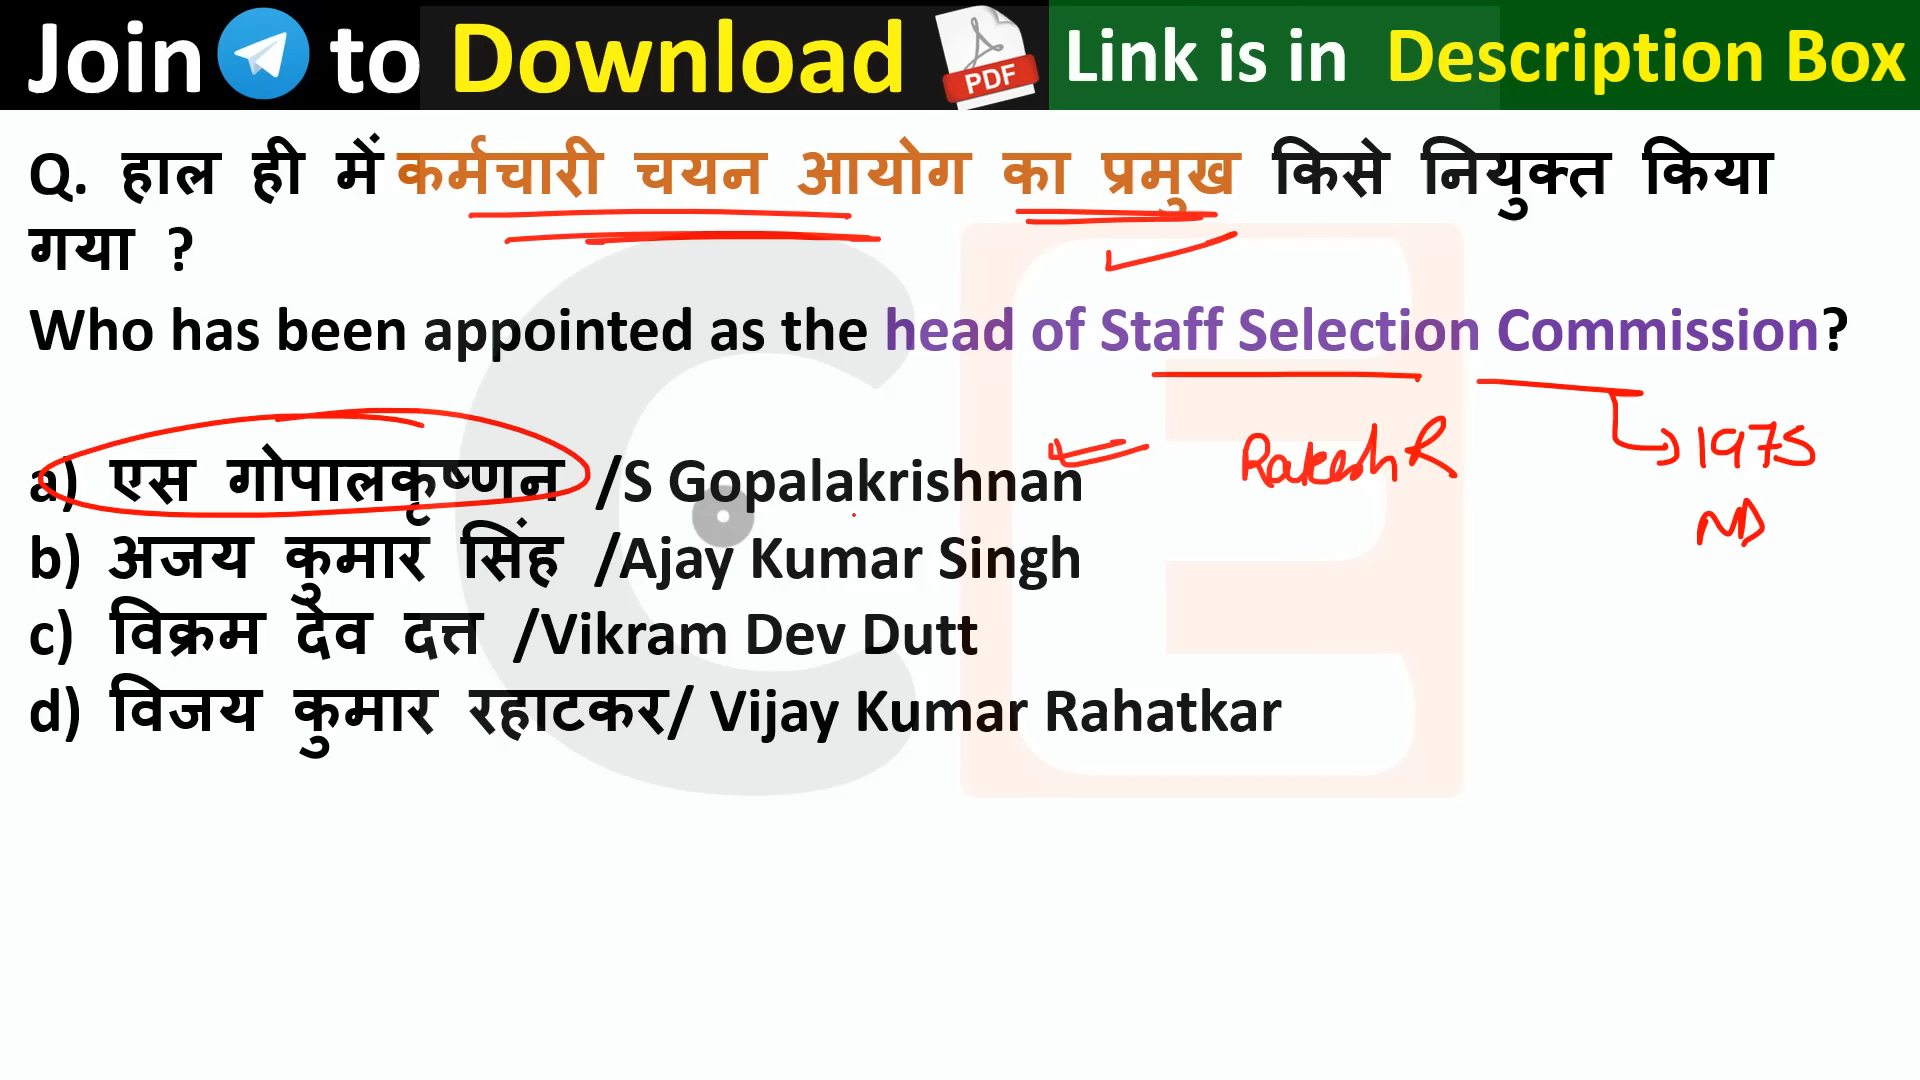 Join to Download PDF Link is in Description Box
Q. हाल ही में कर्मचारी चयन आयोग का प्रमुख किसे नियुक्त किया
गया ?
Who has been appointed as the head of Staff Selection Commission?
a) एस गोपालकृष्णन /S Gopalakrishnan
Rakesh R
1975
ND
b) अजय कुमार सिंह /Ajay Kumar Singh
c) विक्रम देव दत्त /Vikram Dev Dutt
d) विजय कुमार रहाटकर/ Vijay Kumar Rahatkar
CE